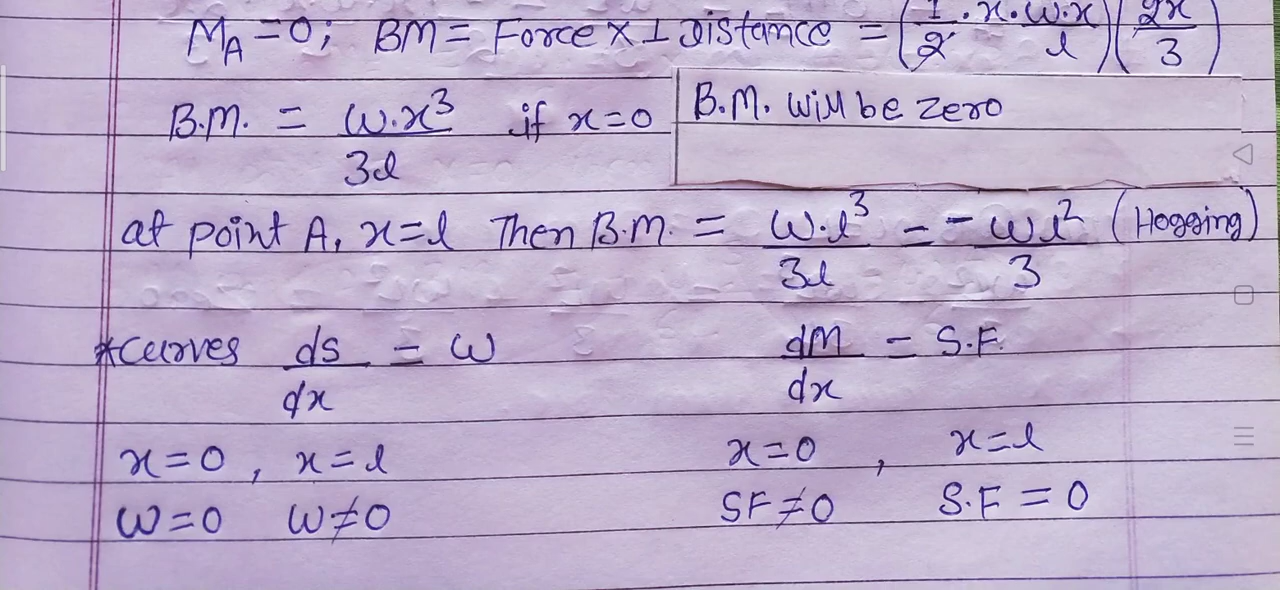 M_A = 0; BM = Force × ⊥ Distance = (1/2 . x . w.x/l) (2x/3)
B.M. = w.x³/3l if x=0 B.M. will be zero
at point A, x=l Then B.M. = w.l³/3l = -wl²/3 (Hogging)
*curves ds/dx = w dM/dx = S.F.
x=0 , x=l x=0 , x=l
w=0 w≠0 SF≠0 S.F = 0